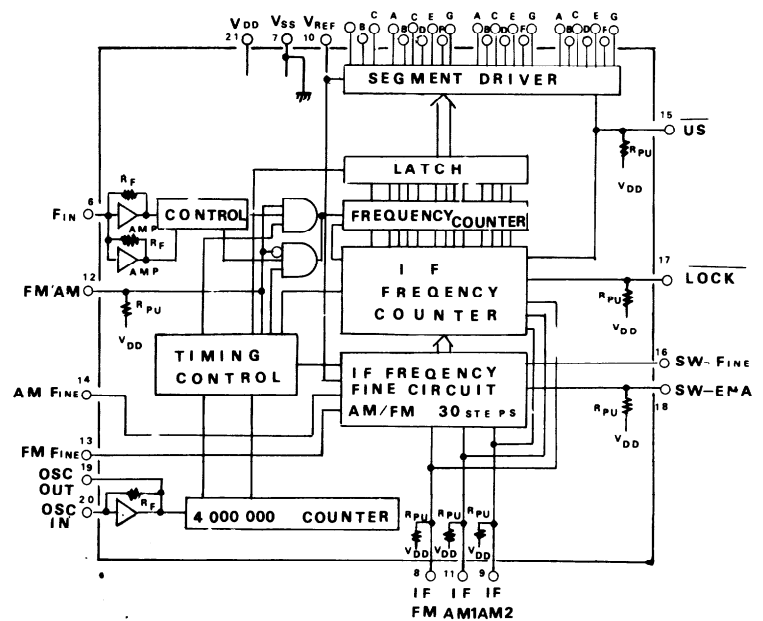 VDD VSS VREF
21 7 10
B C A B C D E F G A B C D E F G A B C D E F G
SEGMENT DRIVER
15
US
RPU
VDD
LATCH
RF
6
FIN
AMP
CONTROL
FREQUENCY COUNTER
RF
AMP
12
FM/AM
RPU
VDD
IF
FREQENCY
COUNTER
17
LOCK
RPU
VDD
TIMING
CONTROL
16
SW-FINE
IF FREQENCY
FINE CIRCUIT
AM/FM 30 STEPS
SW-EMA
18
RPU
VDD
14
AM FINE
13
FM FINE
19
OSC
OUT
20
OSC
IN
RF
4 000 000 COUNTER
RPU RPU RPU
VDD VDD VDD
8 11 9
IF IF IF
FM AM1 AM2